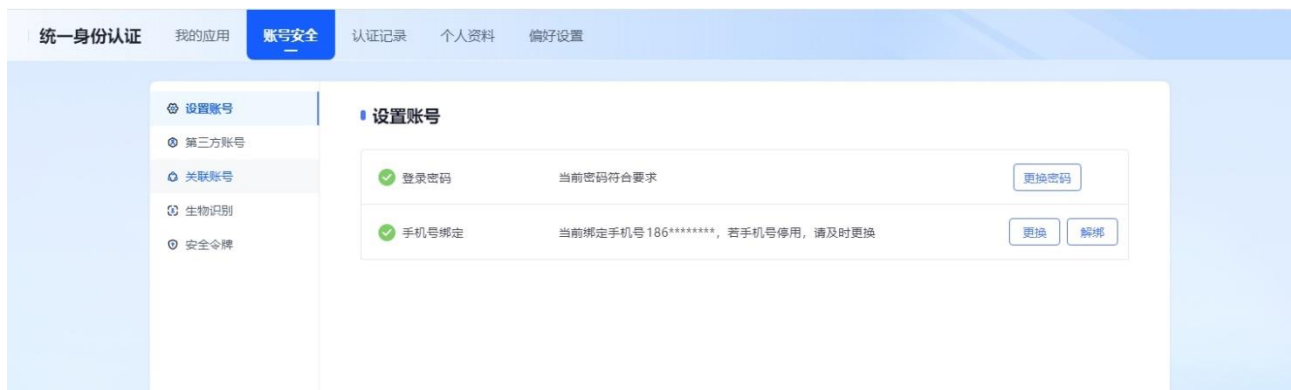 统一身份认证 我的应用 账号安全 认证记录 个人资料 偏好设置
设置账号
第三方账号
关联账号
生物识别
安全令牌
设置账号
登录密码 当前密码符合要求 更换密码
手机号绑定 当前绑定手机号186********，若手机号停用，请及时更换 更换 解绑